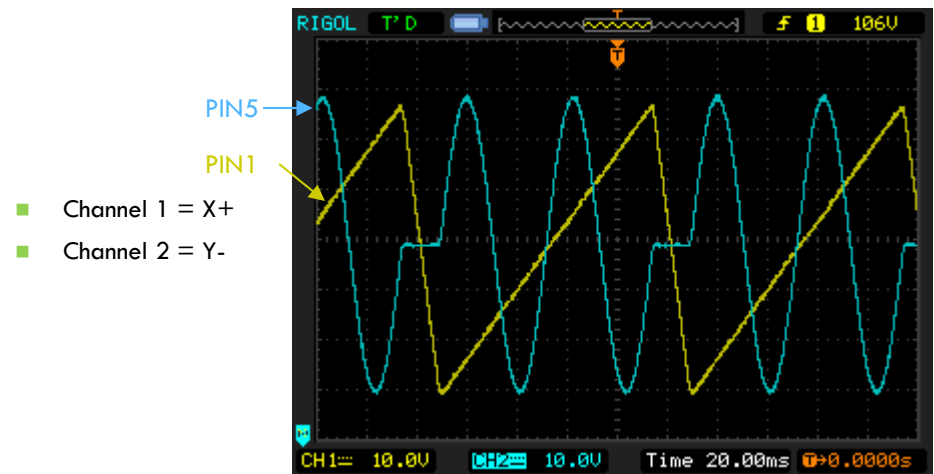 RIGOL T'D T f 1 106V
T
PIN5
PIN1
Channel 1 = X+
Channel 2 = Y-
CH1 10.0V CH2 10.0V Time 20.00ms T→0.0000s